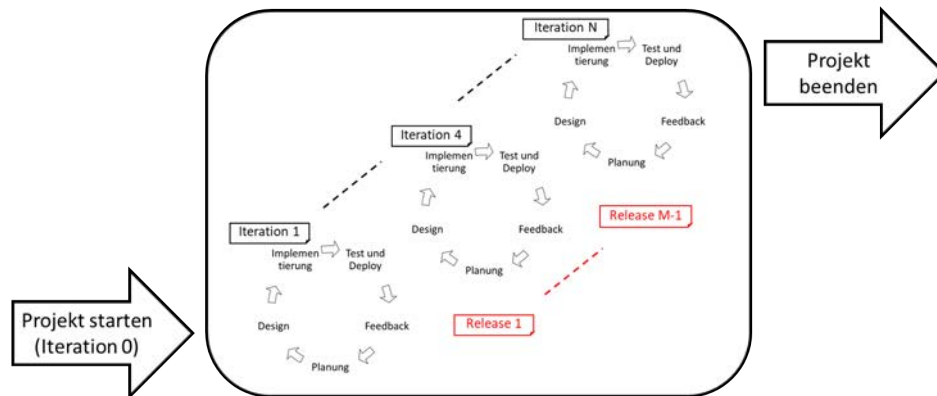 Iteration N
Implemen
tierung
Test und
Deploy
Design
Feedback
Planung
Projekt
beenden
Iteration 4
Implemen
tierung
Test und
Deploy
Design
Feedback
Planung
Release M-1
Iteration 1
Implemen
tierung
Test und
Deploy
Design
Feedback
Planung
Release 1
Projekt starten
(Iteration 0)